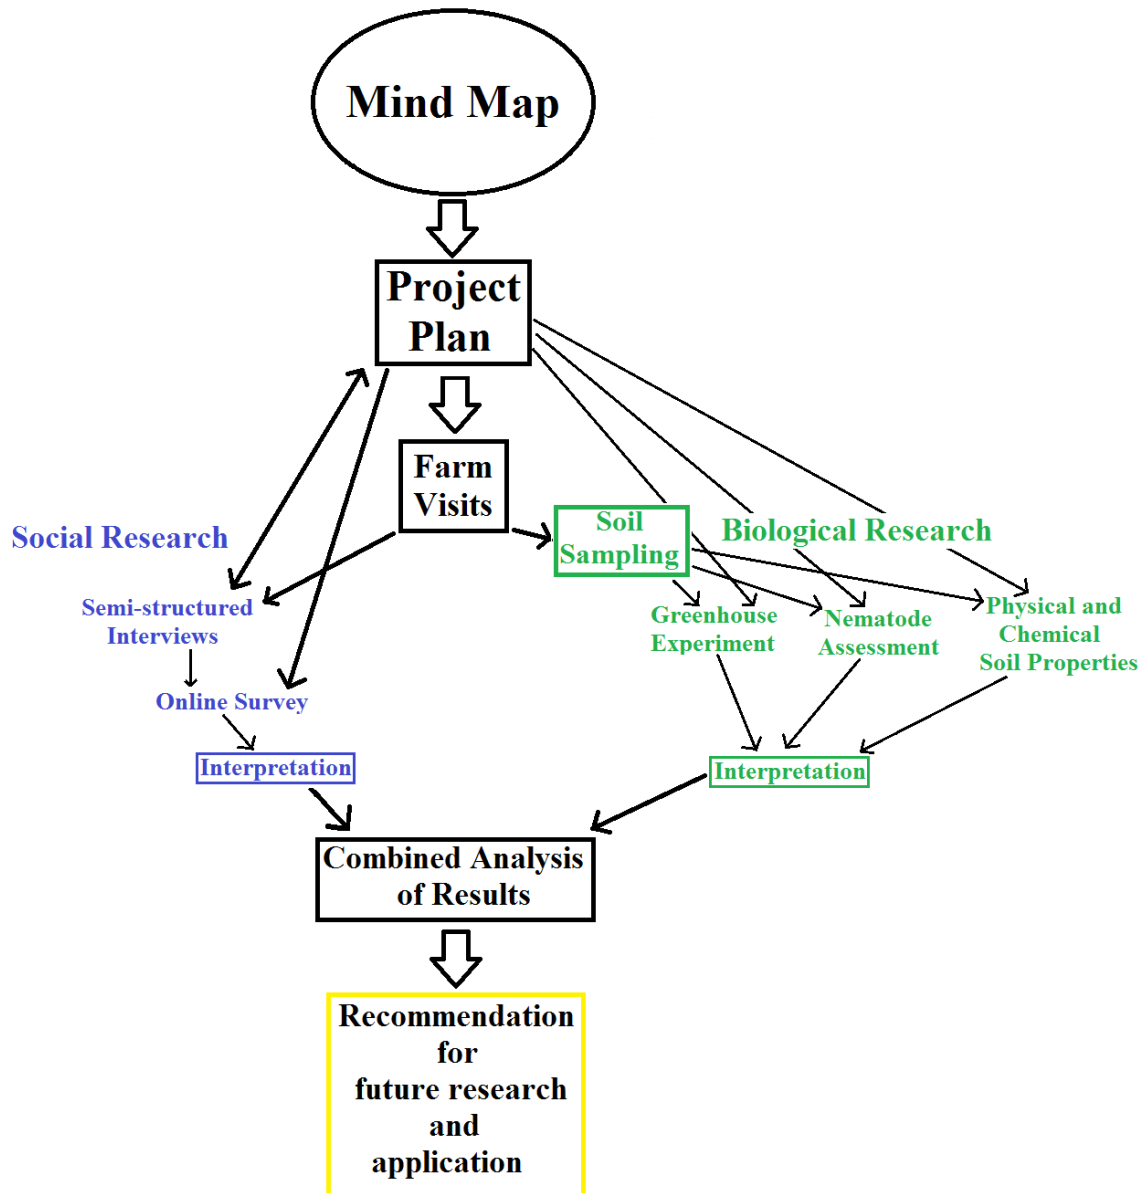 Mind Map
Project
Plan
Farm
Visits
Social Research
Soil
Sampling
Biological Research
Semi-structured
Interviews
Greenhouse
Experiment
Nematode
Assessment
Physical and
Chemical
Soil Properties
Online Survey
Interpretation
Interpretation
Combined Analysis
of Results
Recommendation
for
future research
and
application